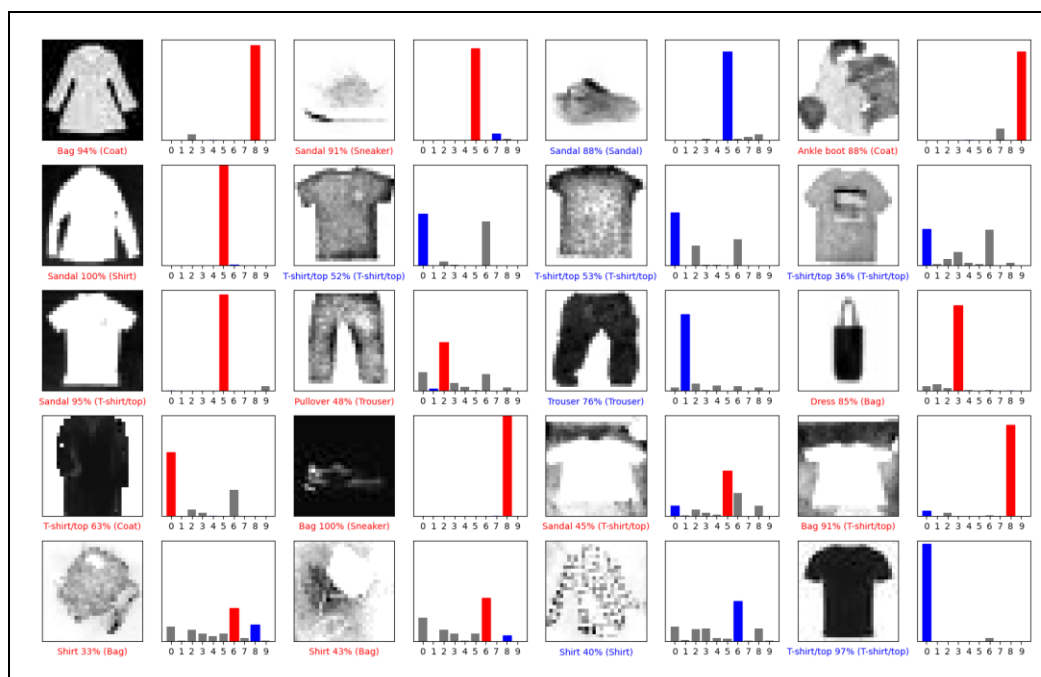 0 1 2 3 4 5 6 7 8 9 0 1 2 3 4 5 6 7 8 9 0 1 2 3 4 5 6 7 8 9 0 1 2 3 4 5 6 7 8 9
Bag 94% (Coat) Sandal 91% (Sneaker) Sandal 88% (Sandal) Ankle boot 88% (Coat)
0 1 2 3 4 5 6 7 8 9 0 1 2 3 4 5 6 7 8 9 0 1 2 3 4 5 6 7 8 9 0 1 2 3 4 5 6 7 8 9
Sandal 100% (Shirt) T-shirt/top 52% (T-shirt/top) T-shirt/top 53% (T-shirt/top) T-shirt/top 36% (T-shirt/top)
0 1 2 3 4 5 6 7 8 9 0 1 2 3 4 5 6 7 8 9 0 1 2 3 4 5 6 7 8 9 0 1 2 3 4 5 6 7 8 9
Sandal 95% (T-shirt/top) Pullover 48% (Trouser) Trouser 76% (Trouser) Dress 85% (Bag)
0 1 2 3 4 5 6 7 8 9 0 1 2 3 4 5 6 7 8 9 0 1 2 3 4 5 6 7 8 9 0 1 2 3 4 5 6 7 8 9
T-shirt/top 63% (Coat) Bag 100% (Sneaker) Sandal 45% (T-shirt/top) Bag 91% (T-shirt/top)
0 1 2 3 4 5 6 7 8 9 0 1 2 3 4 5 6 7 8 9 0 1 2 3 4 5 6 7 8 9 0 1 2 3 4 5 6 7 8 9
Shirt 33% (Bag) Shirt 43% (Bag) Shirt 40% (Shirt) T-shirt/top 97% (T-shirt/top)